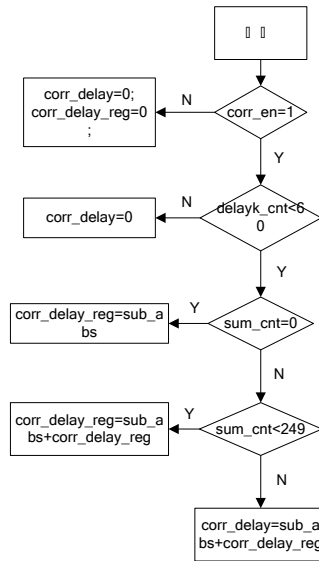 corr_delay=0;
corr_delay_reg=0
;
N
corr_en=1
Y
corr_delay=0
N
delayk_cnt<6
0
Y
corr_delay_reg=sub_a
bs
Y
sum_cnt=0
N
corr_delay_reg=sub_a
bs+corr_delay_reg
Y
sum_cnt<249
N
corr_delay=sub_a
bs+corr_delay_reg